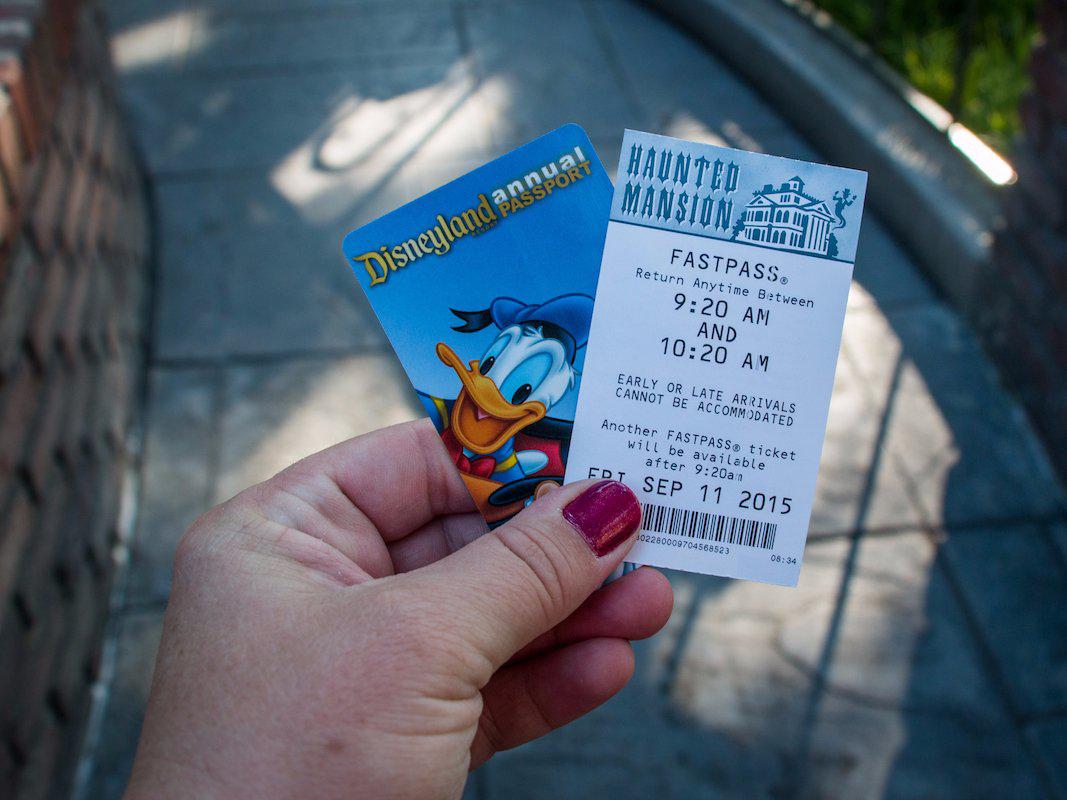 Disneyland annual
PASSPORT
HAUNTED
MANSION
FASTPASS®
Return Anytime Between
9:20 AM
AND
10:20 AM
EARLY OR LATE ARRIVALS
CANNOT BE ACCOMMODATED
Another FASTPASS® ticket
will be available
after 9:20am
FRI SEP 11 2015
02280009704568523
08:34